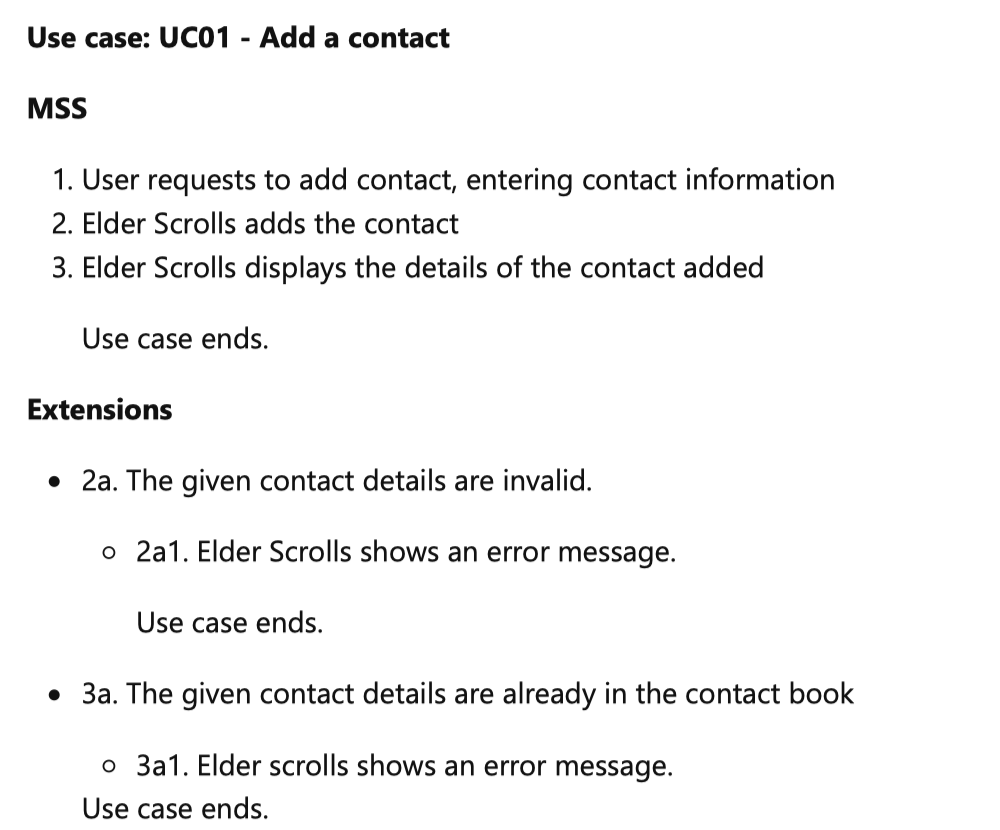 Use case: UC01 - Add a contact
MSS
1. User requests to add contact, entering contact information
2. Elder Scrolls adds the contact
3. Elder Scrolls displays the details of the contact added
Use case ends.
Extensions
• 2a. The given contact details are invalid.
○ 2a1. Elder Scrolls shows an error message.
Use case ends.
• 3a. The given contact details are already in the contact book
○ 3a1. Elder scrolls shows an error message.
Use case ends.